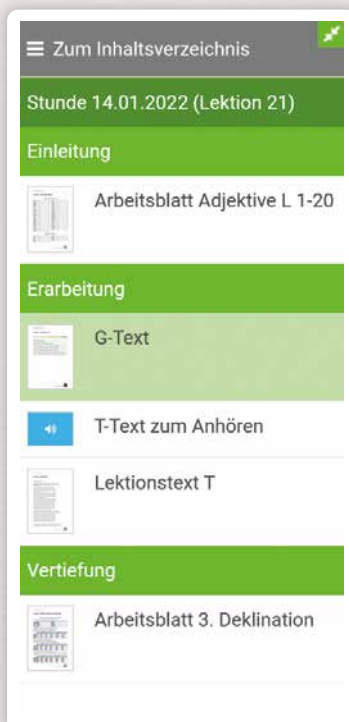 Zum Inhaltsverzeichnis
Stunde 14.01.2022 (Lektion 21)
Einleitung
Arbeitsblatt Adjektive L 1-20
Erarbeitung
G-Text
T-Text zum Anhören
Lektionstext T
Vertiefung
Arbeitsblatt 3. Deklination